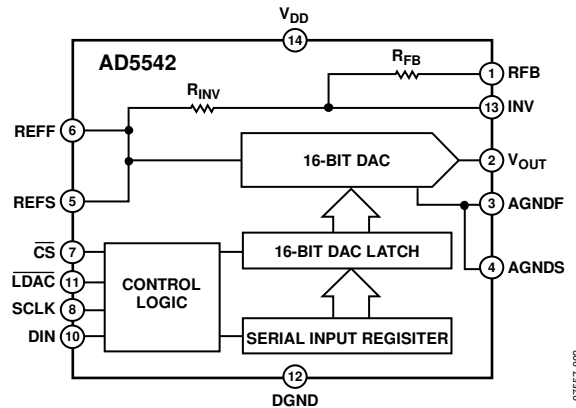 VDD
14
AD5542
RFB
1
RFB
RINV
13
INV
REFF
6
16-BIT DAC
2
VOUT
REFS
5
3
AGNDF
CS
7
16-BIT DAC LATCH
4
AGNDS
LDAC
11
CONTROL
LOGIC
SCLK
8
DIN
10
SERIAL INPUT REGISITER
12
DGND
07557-002